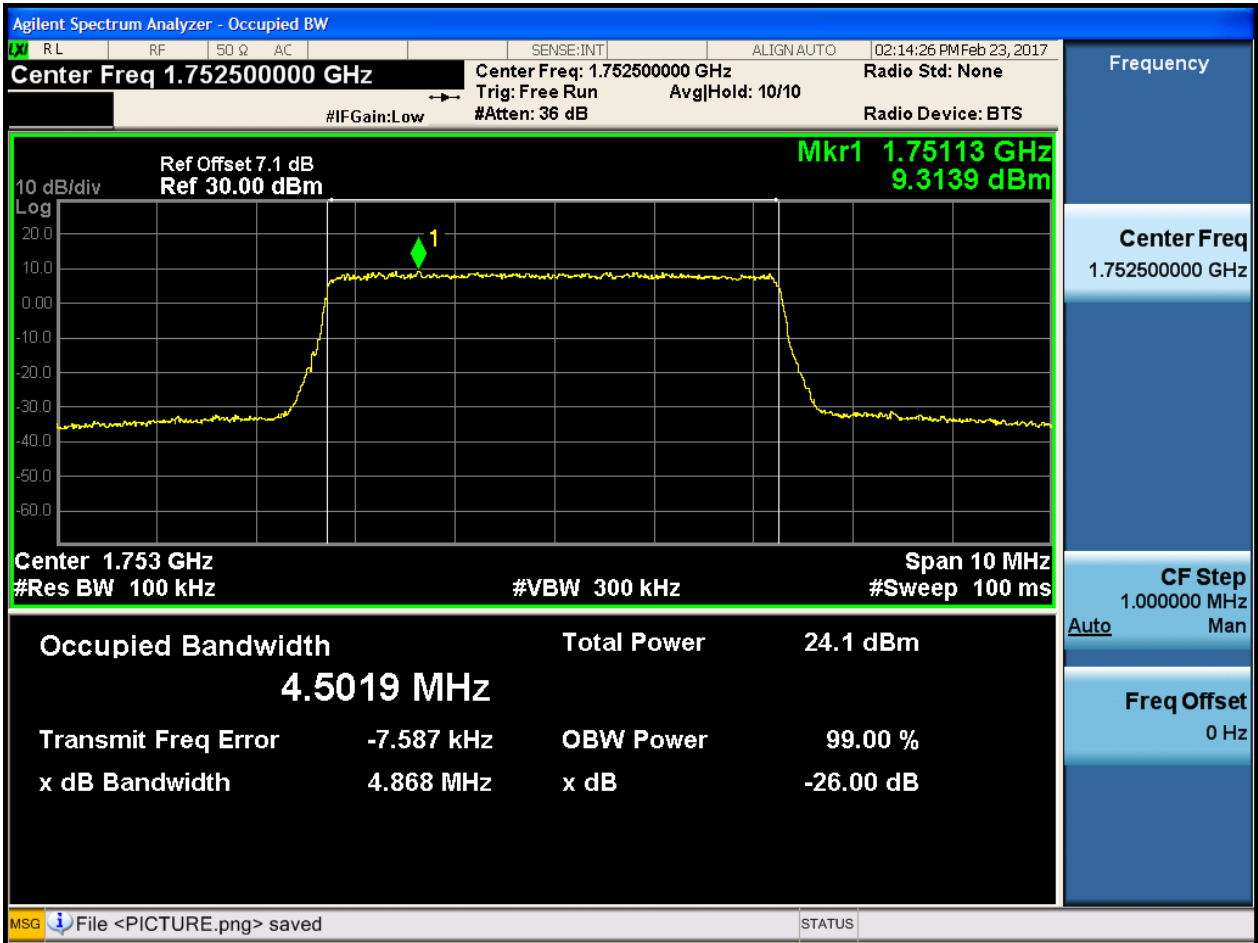 Agilent Spectrum Analyzer - Occupied BW
LXI RL RF 50 Ω AC SENSE:INT ALIGN AUTO 02:14:26 PM Feb 23, 2017
Center Freq 1.752500000 GHz
Center Freq: 1.752500000 GHz
Radio Std: None
Trig: Free Run Avg|Hold: 10/10
#IFGain:Low
#Atten: 36 dB
Radio Device: BTS
Frequency
Mkr1 1.75113 GHz
9.3139 dBm
Ref Offset 7.1 dB
10 dB/div Ref 30.00 dBm
Log
20.0
10.0
0.00
-10.0
-20.0
-30.0
-40.0
-50.0
-60.0
1
Center 1.753 GHz Span 10 MHz
#Res BW 100 kHz #VBW 300 kHz #Sweep 100 ms
Occupied Bandwidth Total Power 24.1 dBm
4.5019 MHz
Transmit Freq Error -7.587 kHz OBW Power 99.00 %
x dB Bandwidth 4.868 MHz x dB -26.00 dB
Center Freq
1.752500000 GHz
CF Step
1.000000 MHz
Auto Man
Freq Offset
0 Hz
MSG File <PICTURE.png> saved STATUS